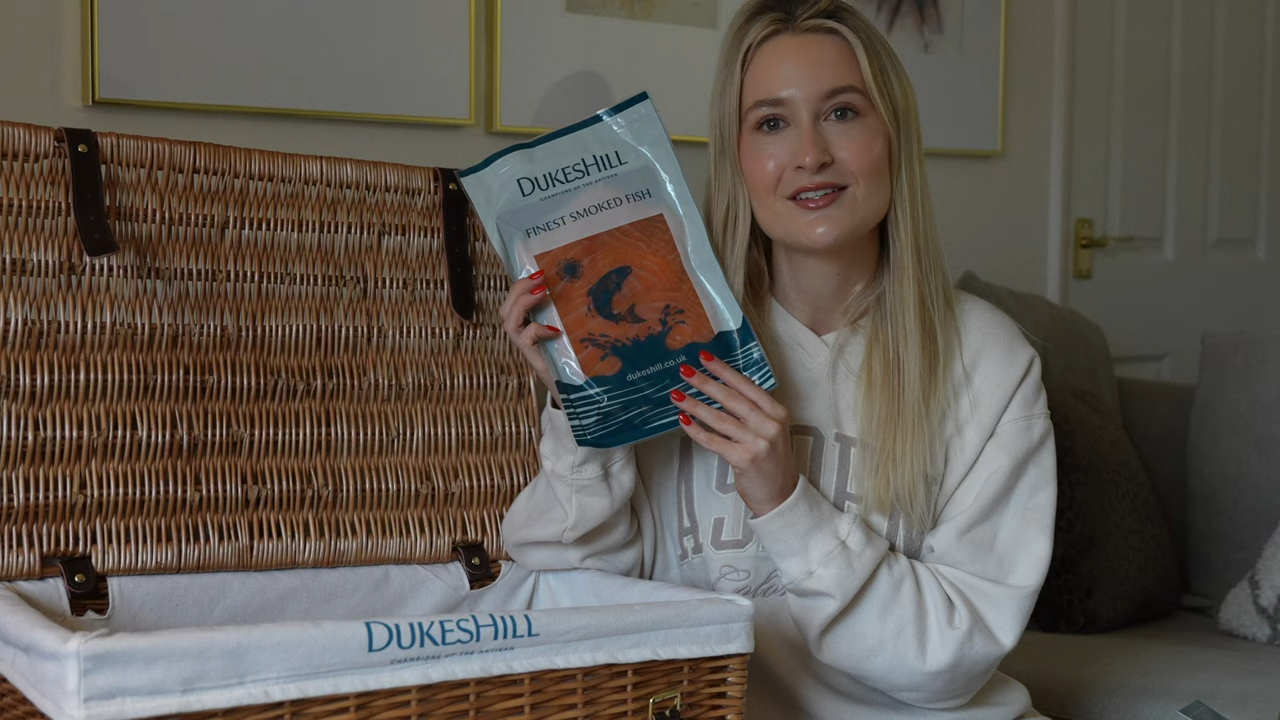 DUKESHILL
CHAMPIONS OF THE ARTISAN
FINEST SMOKED FISH
dukeshill.co.uk
DUKESHILL
CHAMPIONS OF THE ARTISAN